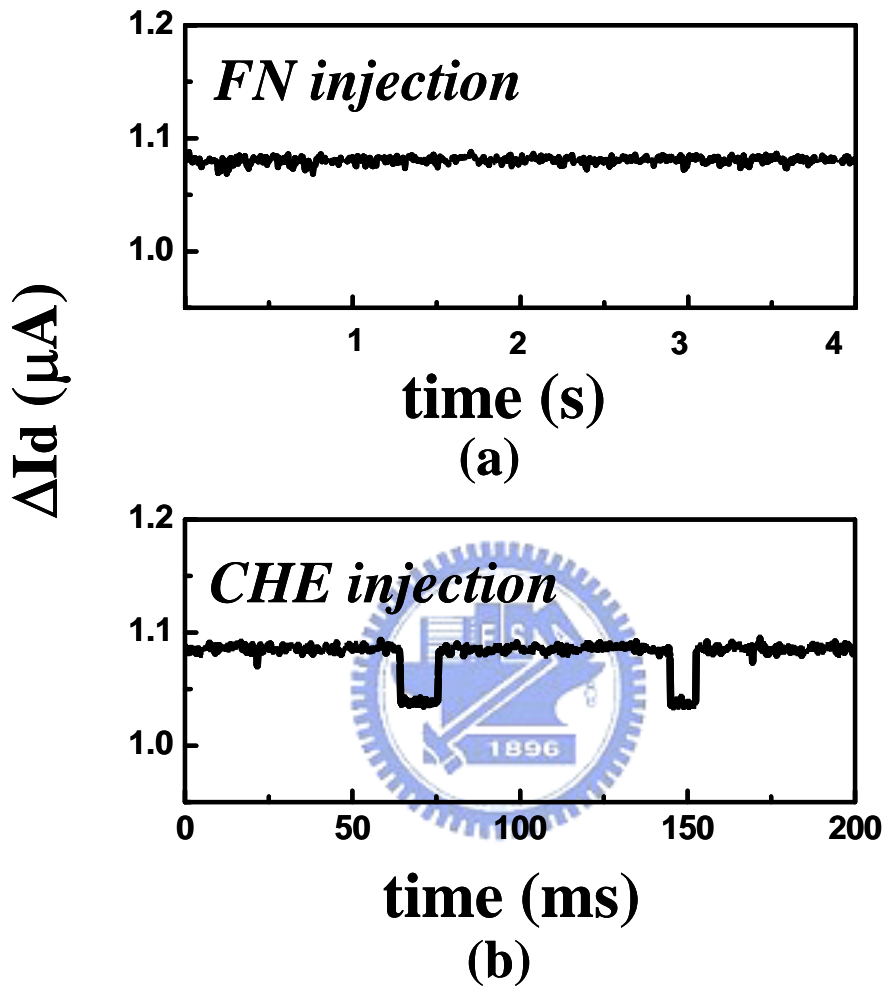 1.2
FN injection
1.1
1.0
1 2 3 4
time (s)
(a)
ΔId (μA)
1.2
CHE injection
1.1
1.0
1896
0 50 100 150 200
time (ms)
(b)